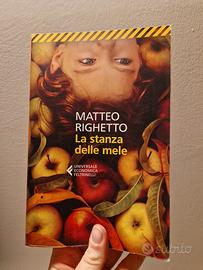 MATTEO
RIGHETTO
La stanza
delle mele
UNIVERSALE
ECONOMICA
FELTRINELLI
subito